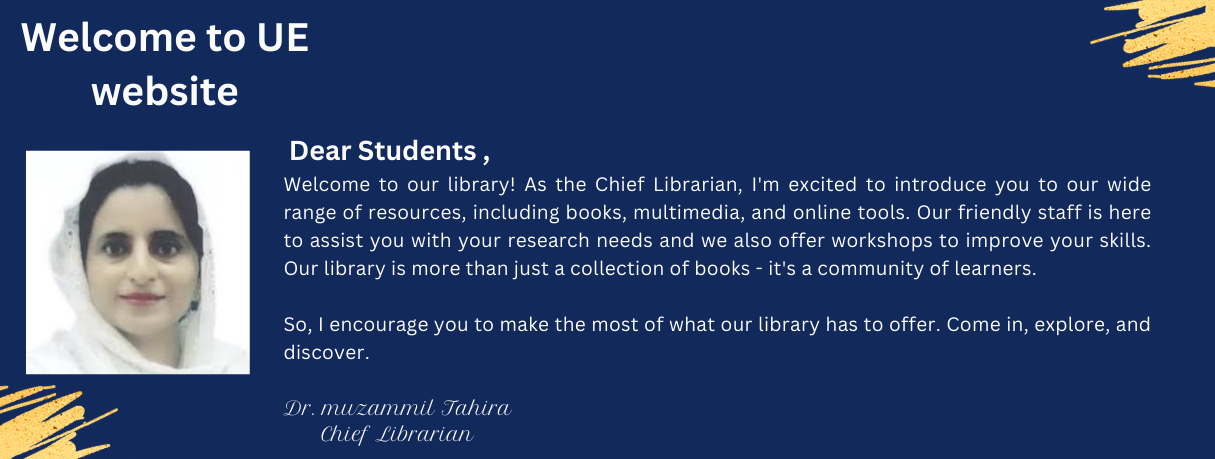 Welcome to UE
website
Dear Students ,
Welcome to our library! As the Chief Librarian, I'm excited to introduce you to our wide
range of resources, including books, multimedia, and online tools. Our friendly staff is here
to assist you with your research needs and we also offer workshops to improve your skills.
Our library is more than just a collection of books - it's a community of learners.
So, I encourage you to make the most of what our library has to offer. Come in, explore, and
discover.
Dr. muzammil Tahira
Chief Librarian